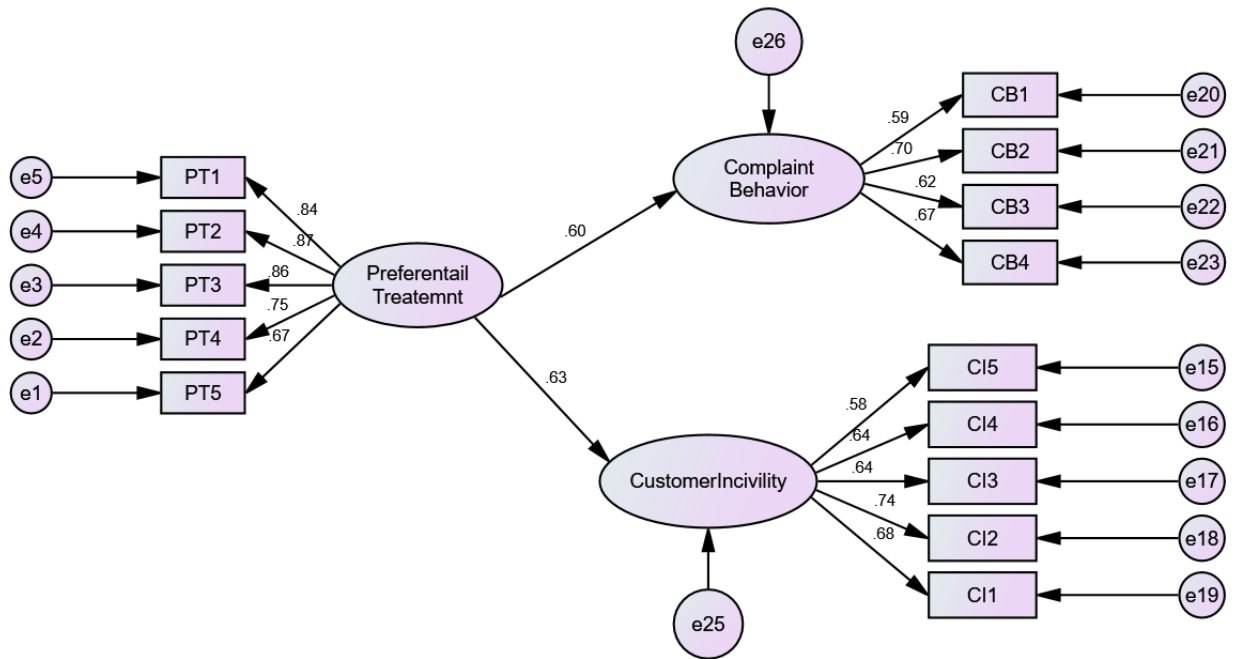 e26
e20
CB1
.59
e21
CB2
.70
Complaint
Behavior
e22
CB3
.62
e23
CB4
.67
e5
PT1
.84
e4
PT2
.87
e3
PT3
.86
e2
PT4
.75
e1
PT5
.67
Preferentail
Treatemnt
.60
.63
CI5
e15
.58
CI4
e16
.64
CI3
e17
.64
CustomerIncivility
CI2
e18
.74
CI1
e19
.68
e25